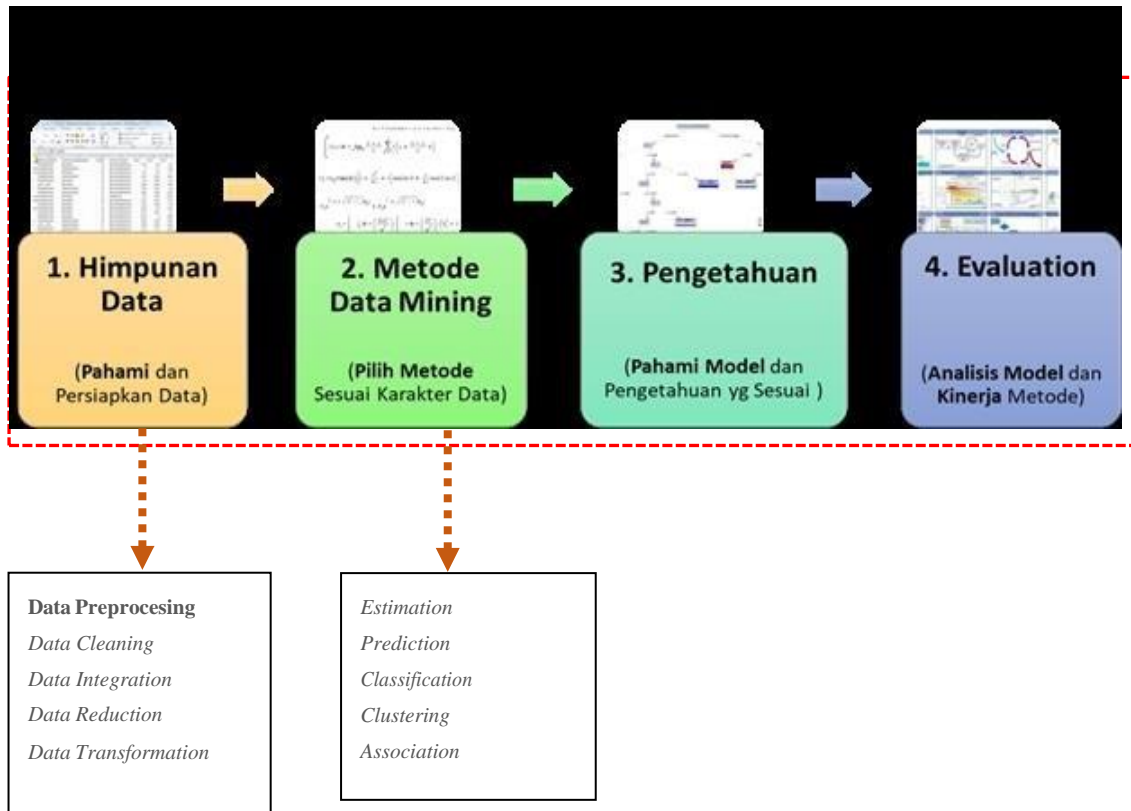 1. Himpunan
Data
(Pahami dan
Persiapkan Data)
2. Metode
Data Mining
(Pilih Metode
Sesuai Karakter Data)
3. Pengetahuan
(Pahami Model dan
Pengetahuan yg Sesuai )
4. Evaluation
(Analisis Model dan
Kinerja Metode)
Data Preprocesing
Data Cleaning
Data Integration
Data Reduction
Data Transformation
Estimation
Prediction
Classification
Clustering
Association